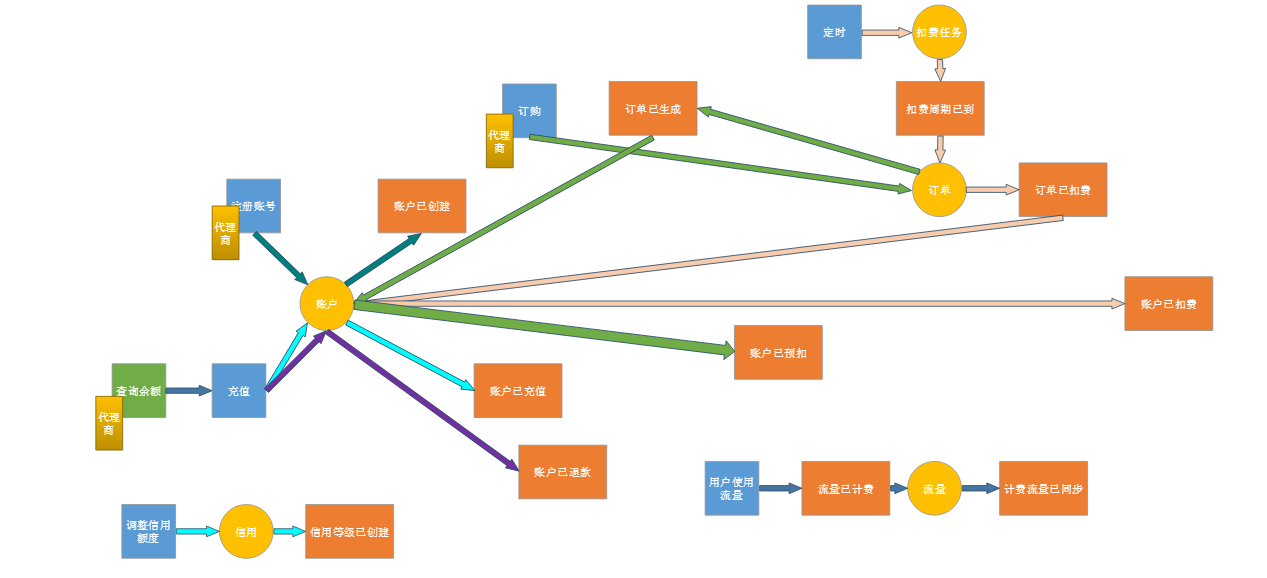 定时
扣费任务
订购
代理
商
订单已生成
扣费周期已到
订单
订单已扣费
注册账号
代理
商
账户已创建
账户
账户已扣费
账户已预扣
查询余额
代理
商
充值
账户已充值
账户已退款
用户使用
流量
流量已计费
流量
计费流量已同步
调整信用
额度
信用
信用等级已创建